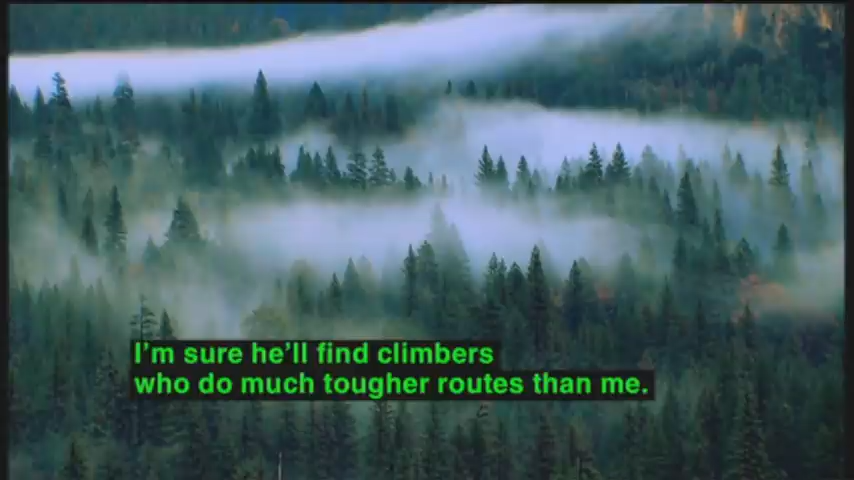 I'm sure he'll find climbers
who do much tougher routes than me.